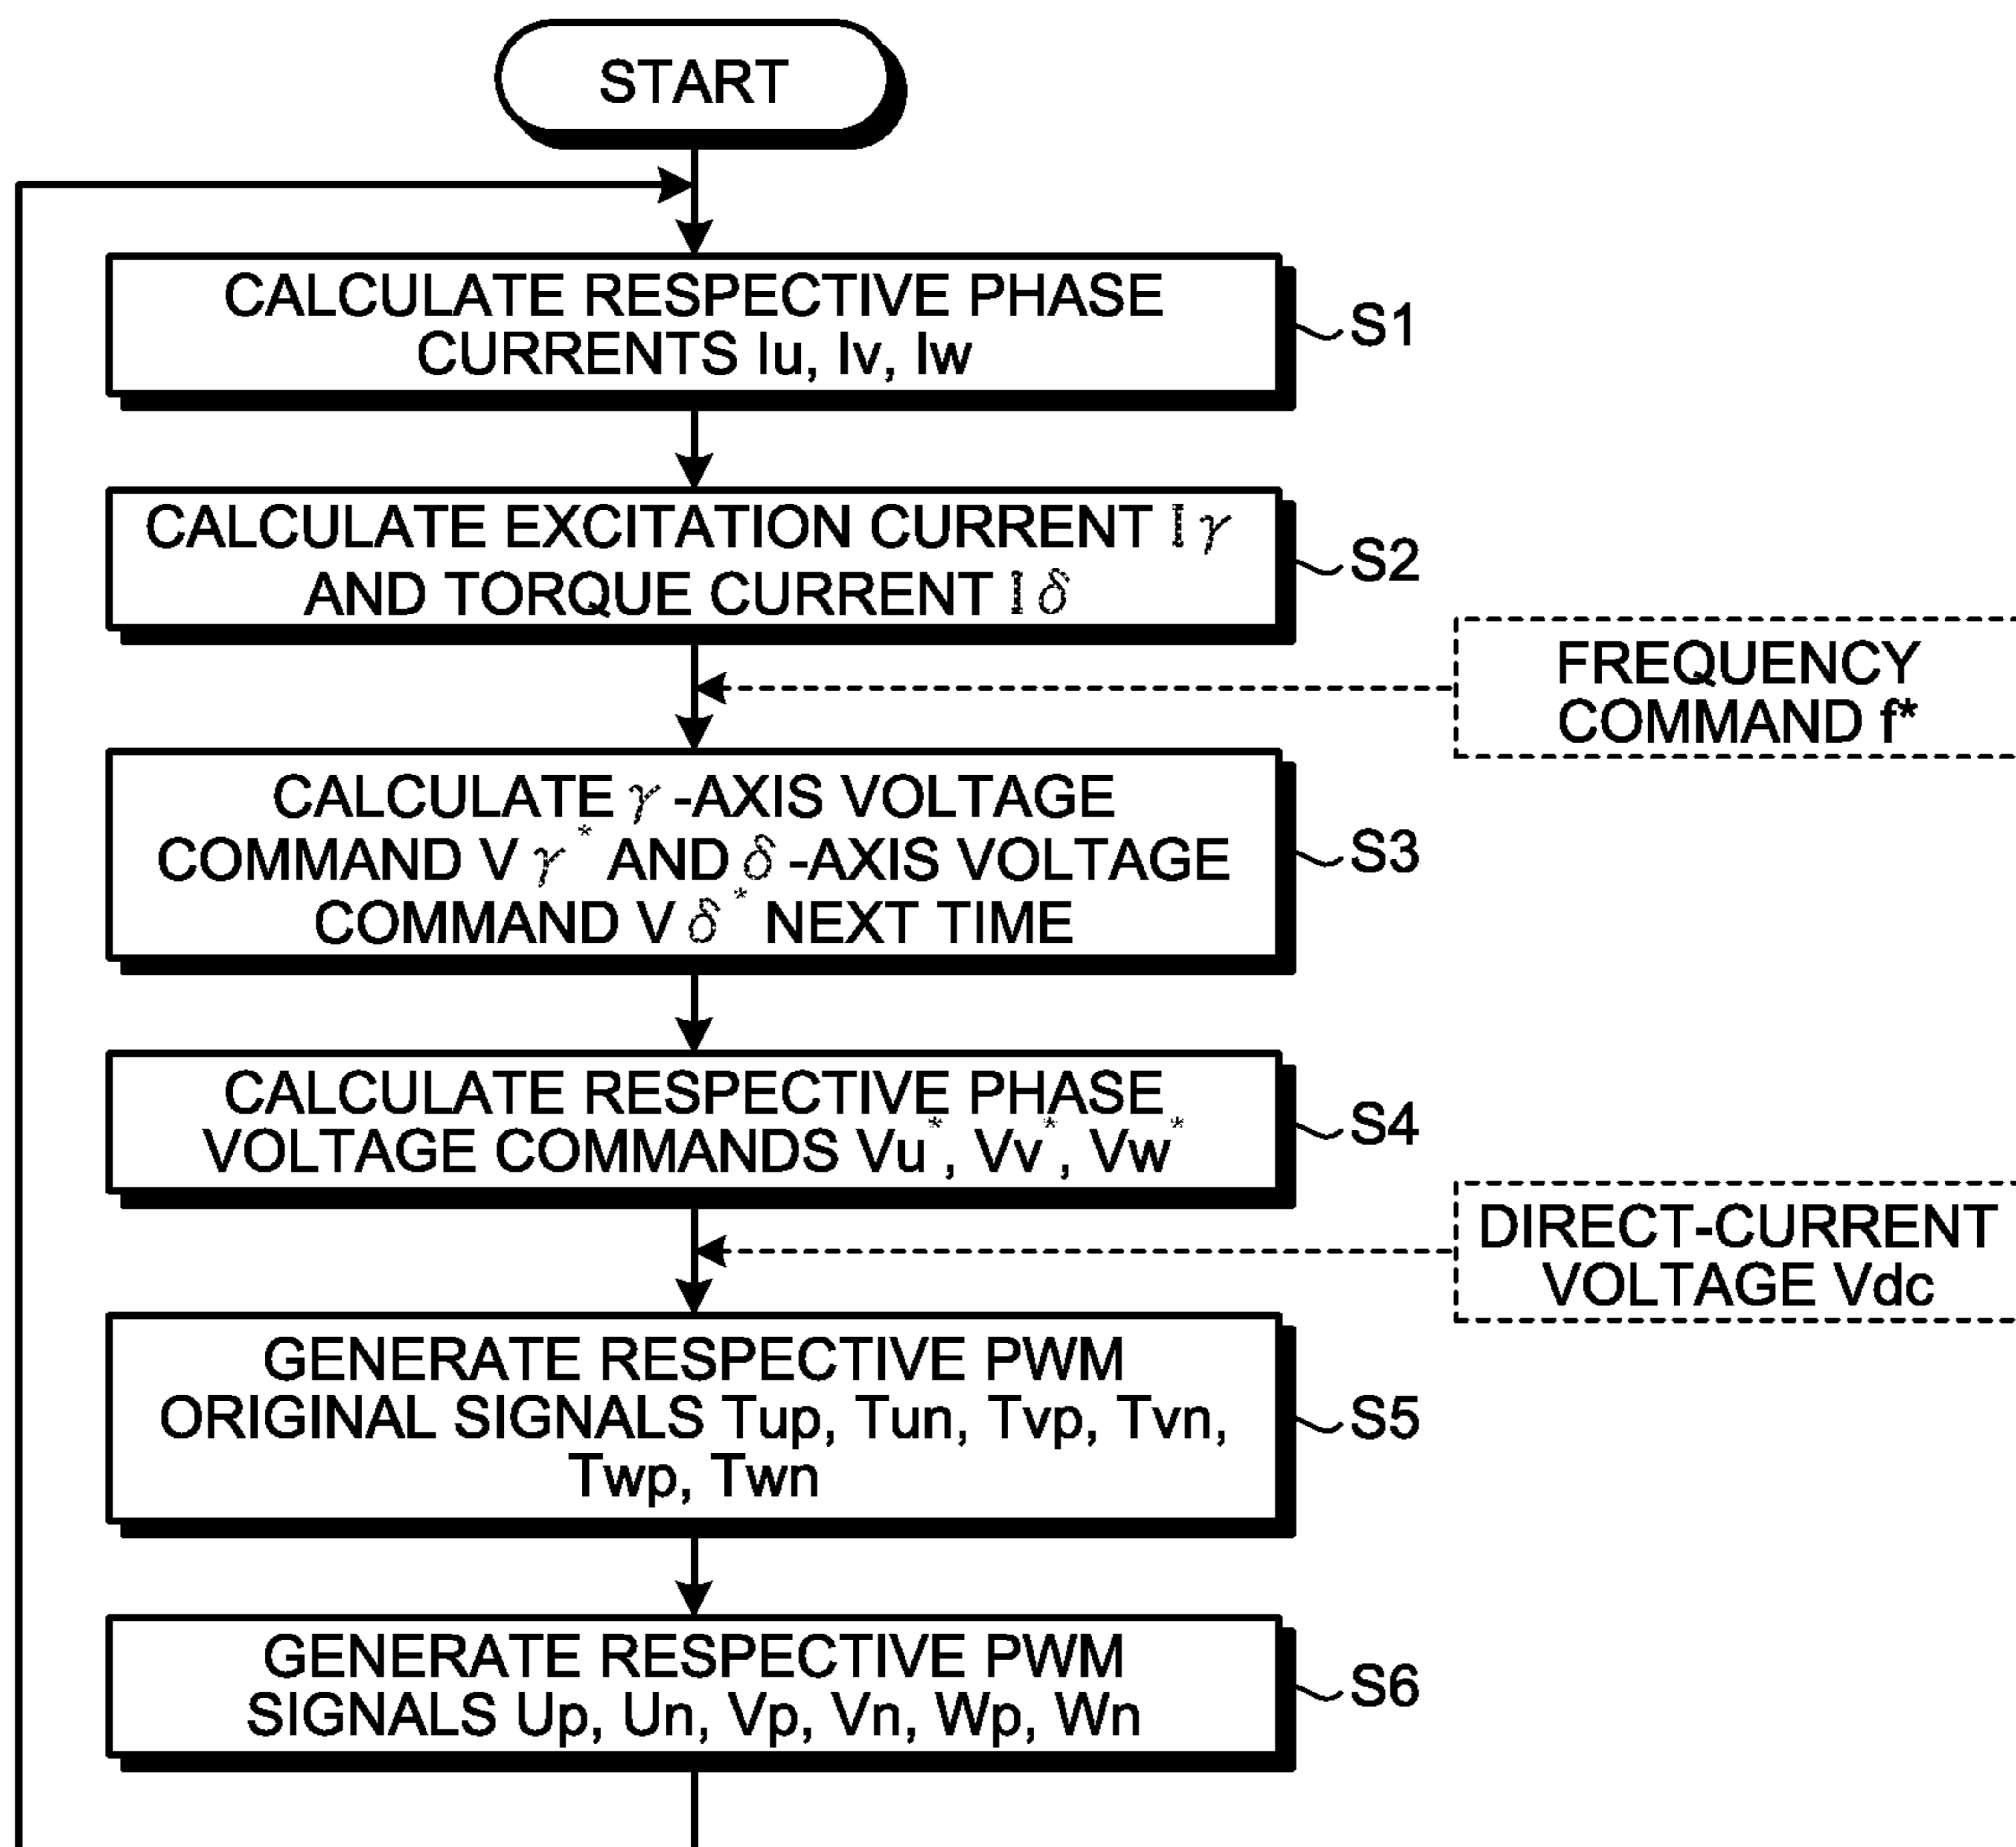 START
CALCULATE RESPECTIVE PHASE
CURRENTS Iu, Iv, Iw
S1
CALCULATE EXCITATION CURRENT Iγ
AND TORQUE CURRENT Iδ
S2
FREQUENCY
COMMAND f*
CALCULATE γ-AXIS VOLTAGE
COMMAND Vγ* AND δ-AXIS VOLTAGE
COMMAND Vδ* NEXT TIME
S3
CALCULATE RESPECTIVE PHASE
VOLTAGE COMMANDS Vu*, Vv*, Vw*
S4
DIRECT-CURRENT
VOLTAGE Vdc
GENERATE RESPECTIVE PWM
ORIGINAL SIGNALS Tup, Tun, Tvp, Tvn,
Twp, Twn
S5
GENERATE RESPECTIVE PWM
SIGNALS Up, Un, Vp, Vn, Wp, Wn
S6